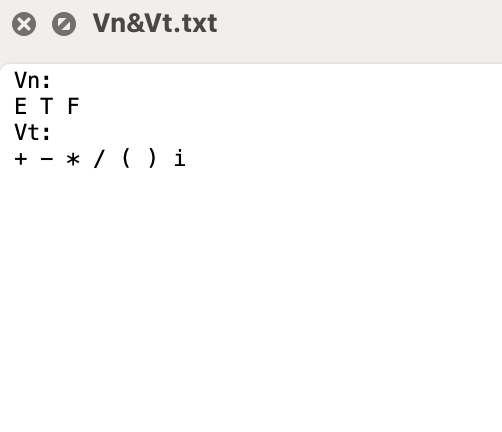 Vn&Vt.txt
Vn:
E T F
Vt:
+ - * / ( ) i